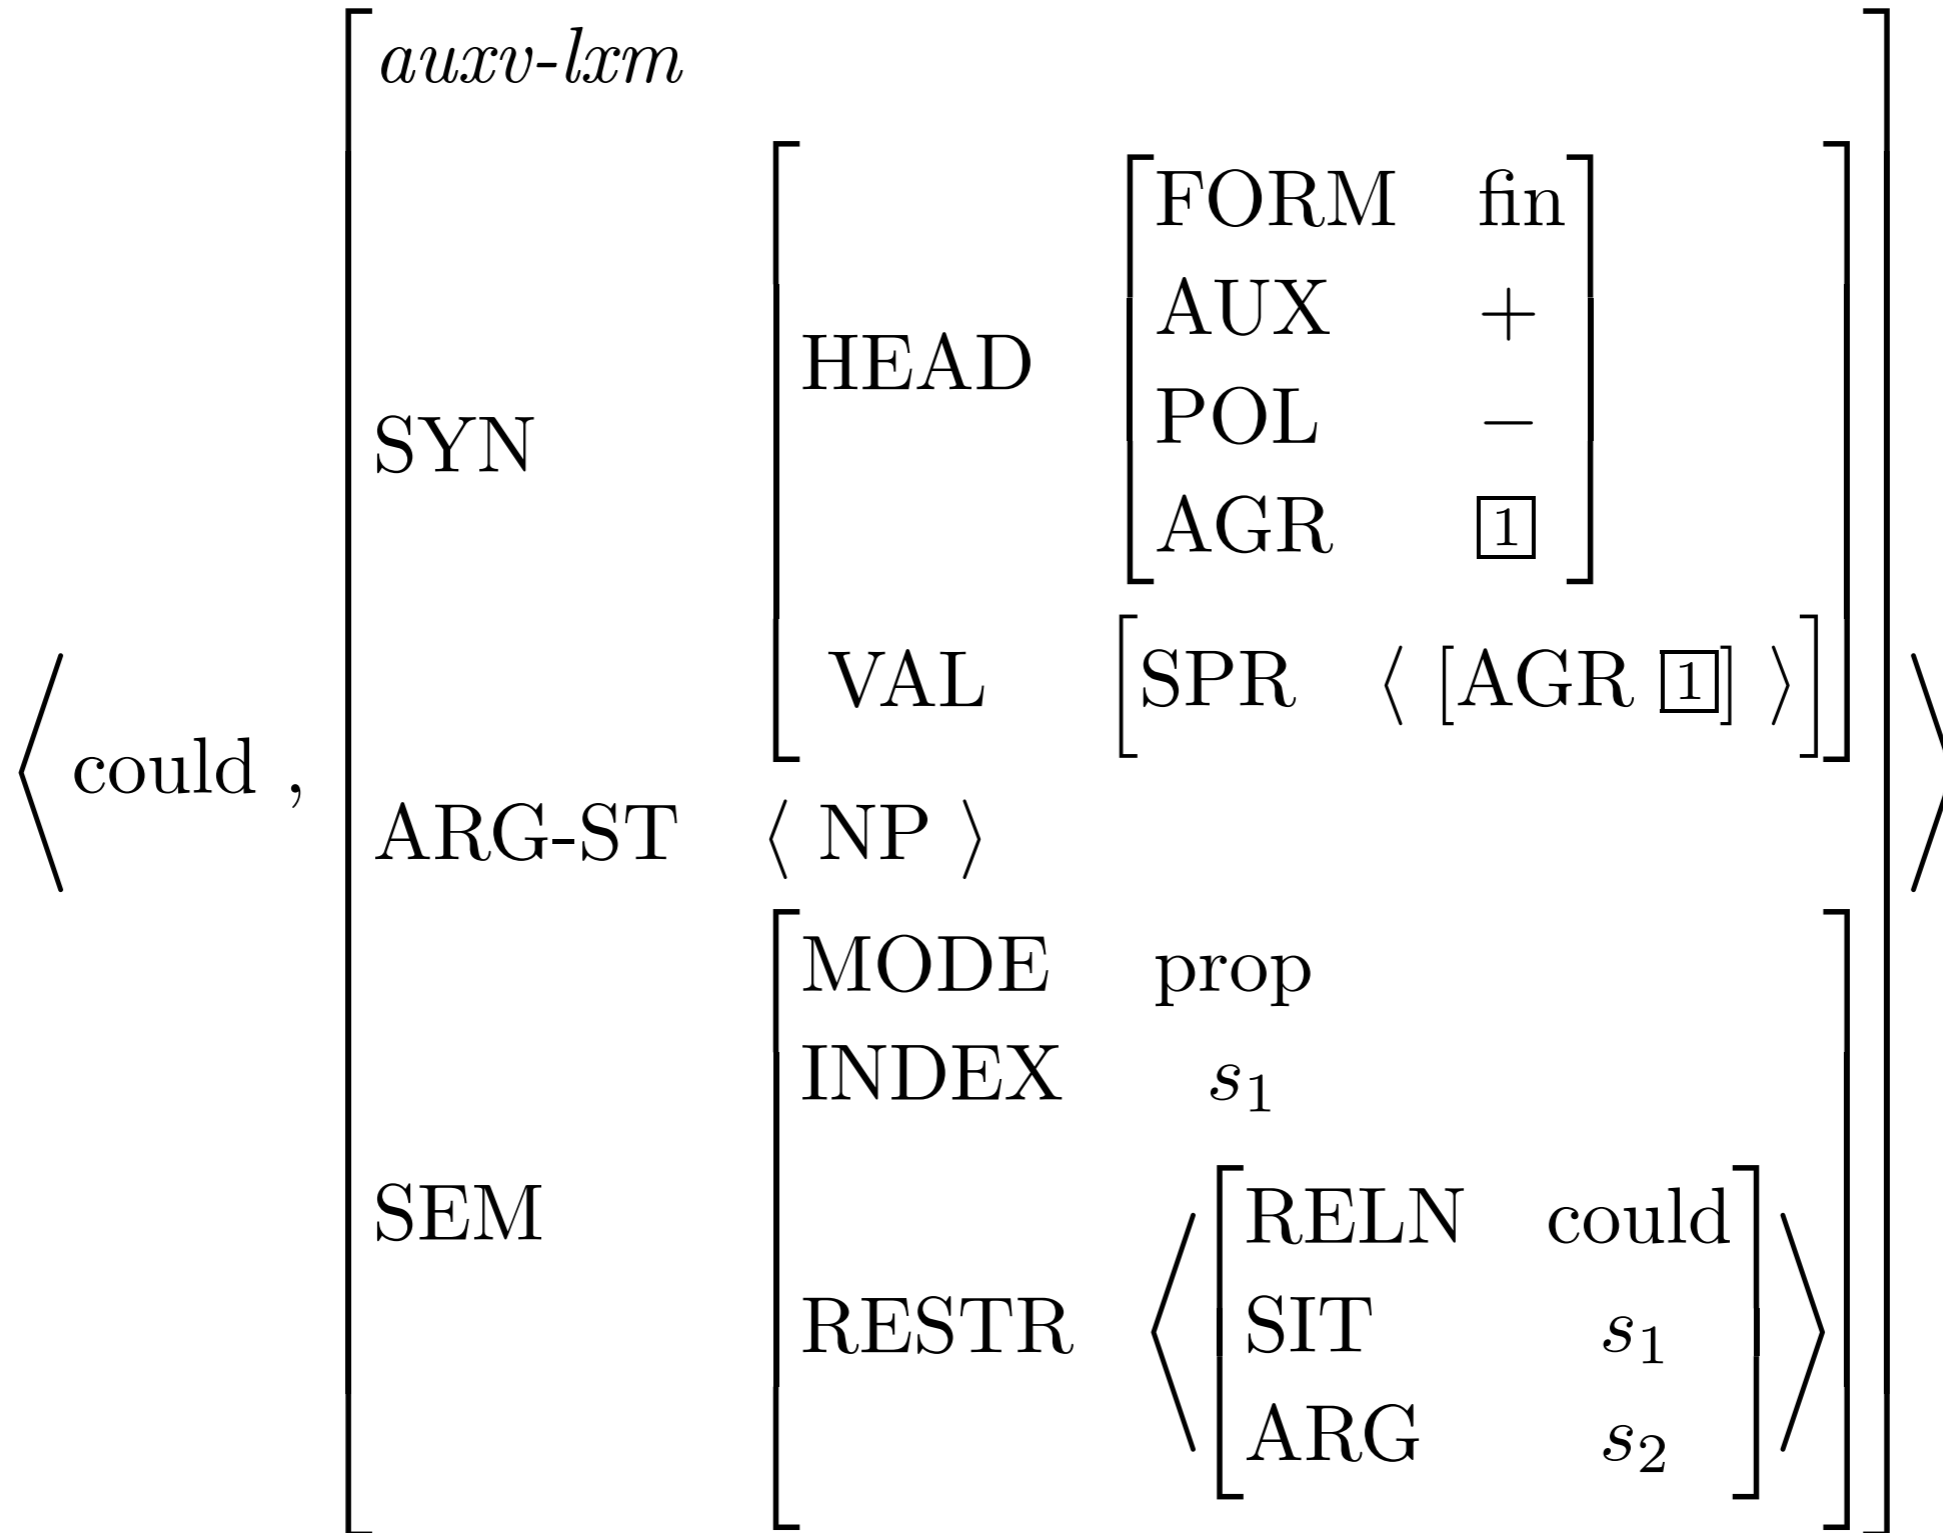 auxv-lxm
FORM fin
AUX +
HEAD
POL −
SYN
AGR 1
VAL [SPR ⟨ [AGR 1] ⟩]
⟨ could ,
ARG-ST ⟨ NP ⟩
MODE prop
INDEX s₁
SEM
RELN could
RESTR ⟨ SIT s₁ ⟩
ARG s₂